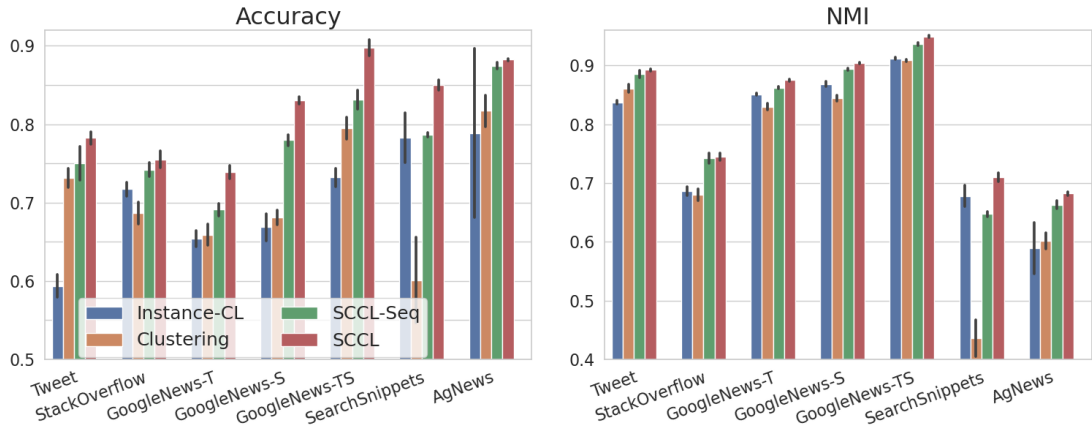 Accuracy
0.9
0.8
0.7
0.6
0.5
Instance-CL
Clustering
SCCL-Seq
SCCL
Tweet
StackOverflow
GoogleNews-T
GoogleNews-S
GoogleNews-TS
SearchSnippets
AgNews
NMI
0.9
0.8
0.7
0.6
0.5
0.4
Tweet
StackOverflow
GoogleNews-T
GoogleNews-S
GoogleNews-TS
SearchSnippets
AgNews